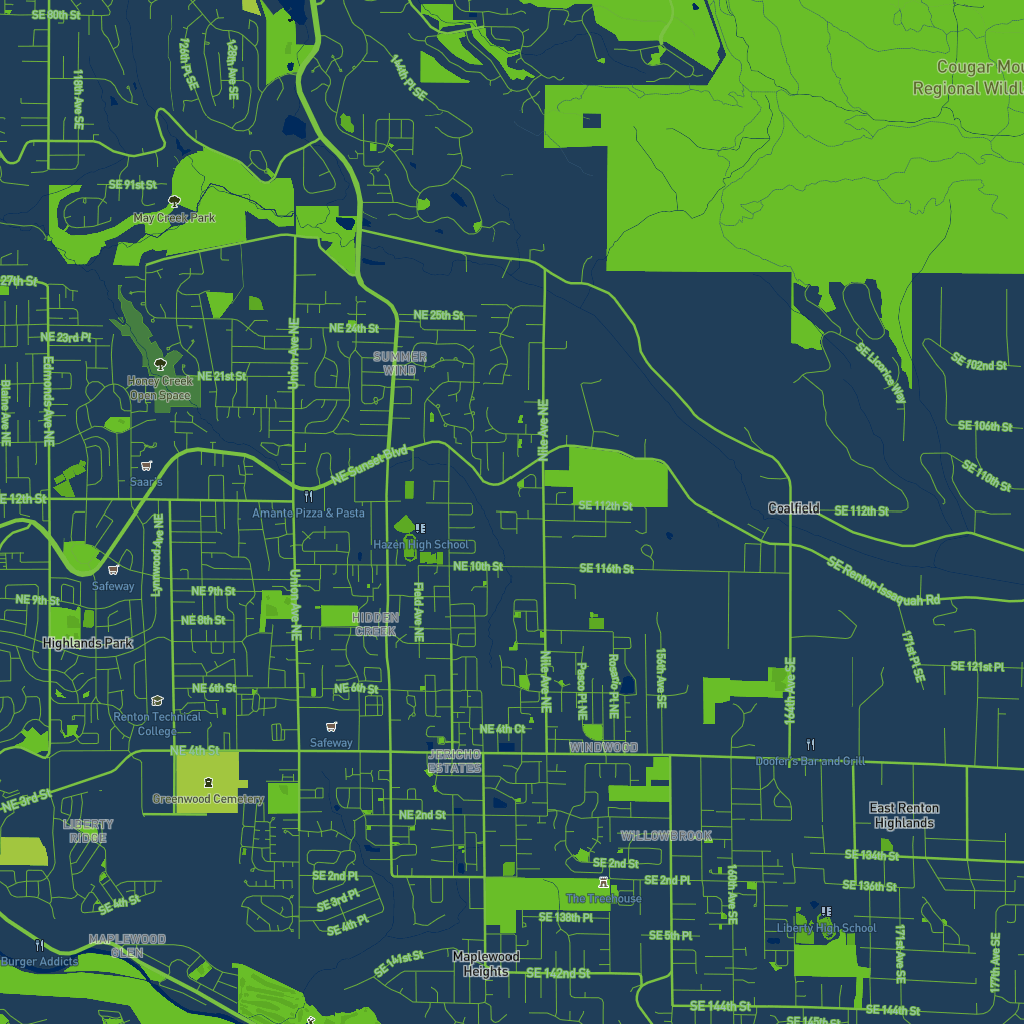 SE 80th St
118th Ave SE
126th Pl SE
128th Ave SE
144th Pl SE
Cougar Mou
Regional Wildl
SE 91st St
May Creek Park
27th St
NE 23rd Pl
NE 24th St
NE 25th St
Union Ave NE
SUMMER
WIND
Honey Creek
Open Space
NE 21st St
Edmonds Ave NE
Blaine Ave NE
SE Licorice Way
SE 102nd St
SE 106th St
SE 110th St
Nile Ave NE
NE Sunset Blvd
Saar's
E 12th St
Amante Pizza & Pasta
SE 112th St
Coalfield
SE 112th St
Hazen High School
Lynnwood Ave NE
Safeway
NE 10th St
SE 116th St
SE Renton Issaquah Rd
NE 9th St
NE 9th St
NE 8th St
Union Ave NE
Field Ave NE
HIDDEN
CREEK
Highlands Park
171st Pl SE
SE 121st Pl
Nile Ave NE
Pasco Pl NE
Rosario Pl NE
156th Ave SE
164th Ave SE
NE 6th St
NE 6th St
Renton Technical
College
Safeway
NE 4th Ct
NE 4th St
JERICHO
ESTATES
WINDWOOD
Doofer's Bar and Grill
NE 3rd St
Greenwood Cemetery
NE 2nd St
East Renton
Highlands
LIBERTY
RIDGE
WILLOWBROOK
SE 2nd St
SE 134th St
SE 2nd Pl
SE 2nd Pl
160th Ave SE
SE 136th St
SE 3rd Pl
The Treehouse
SE 4th St
SE 4th Pl
SE 138th Pl
Liberty High School
SE 5th Pl
171st Ave SE
177th Ave SE
MAPLEWOOD
GLEN
Burger Addicts
SE 141st St
Maplewood
Heights
SE 142nd St
SE 144th St
SE 144th St
SE 145th St